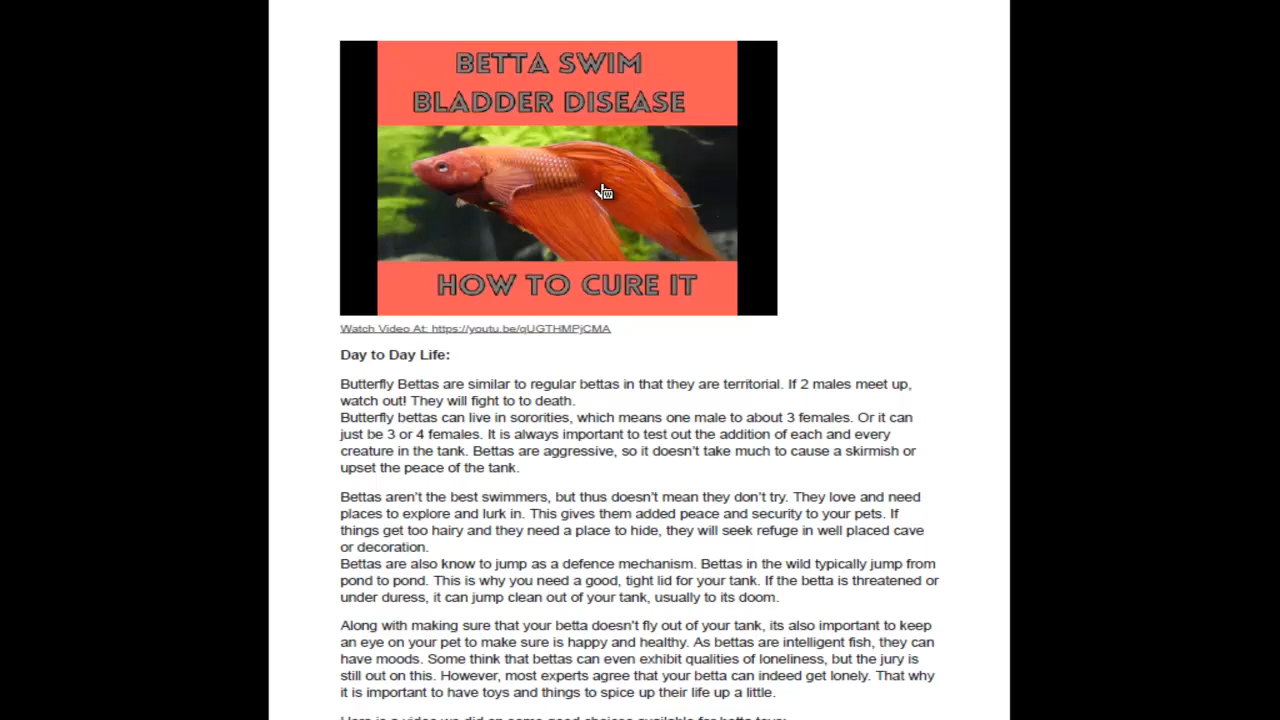 BETTA SWIM
BLADDER DISEASE
HOW TO CURE IT
Watch Video At: https://youtu.be/qUGTHMPjCMA
Day to Day Life:
Butterfly Bettas are similar to regular bettas in that they are territorial. If 2 males meet up,
watch out! They will fight to to death.
Butterfly bettas can live in sororities, which means one male to about 3 females. Or it can
just be 3 or 4 females. It is always important to test out the addition of each and every
creature in the tank. Bettas are aggressive, so it doesn't take much to cause a skirmish or
upset the peace of the tank.
Bettas aren't the best swimmers, but thus doesn't mean they don't try. They love and need
places to explore and lurk in. This gives them added peace and security to your pets. If
things get too hairy and they need a place to hide, they will seek refuge in well placed cave
or decoration.
Bettas are also know to jump as a defence mechanism. Bettas in the wild typically jump from
pond to pond. This is why you need a good, tight lid for your tank. If the betta is threatened or
under duress, it can jump clean out of your tank, usually to its doom.
Along with making sure that your betta doesn't fly out of your tank, its also important to keep
an eye on your pet to make sure is happy and healthy. As bettas are intelligent fish, they can
have moods. Some think that bettas can even exhibit qualities of loneliness, but the jury is
still out on this. However, most experts agree that your betta can indeed get lonely. That why
it is important to have toys and things to spice up their life up a little.
Here is a video we did on some good choices available for betta toys: